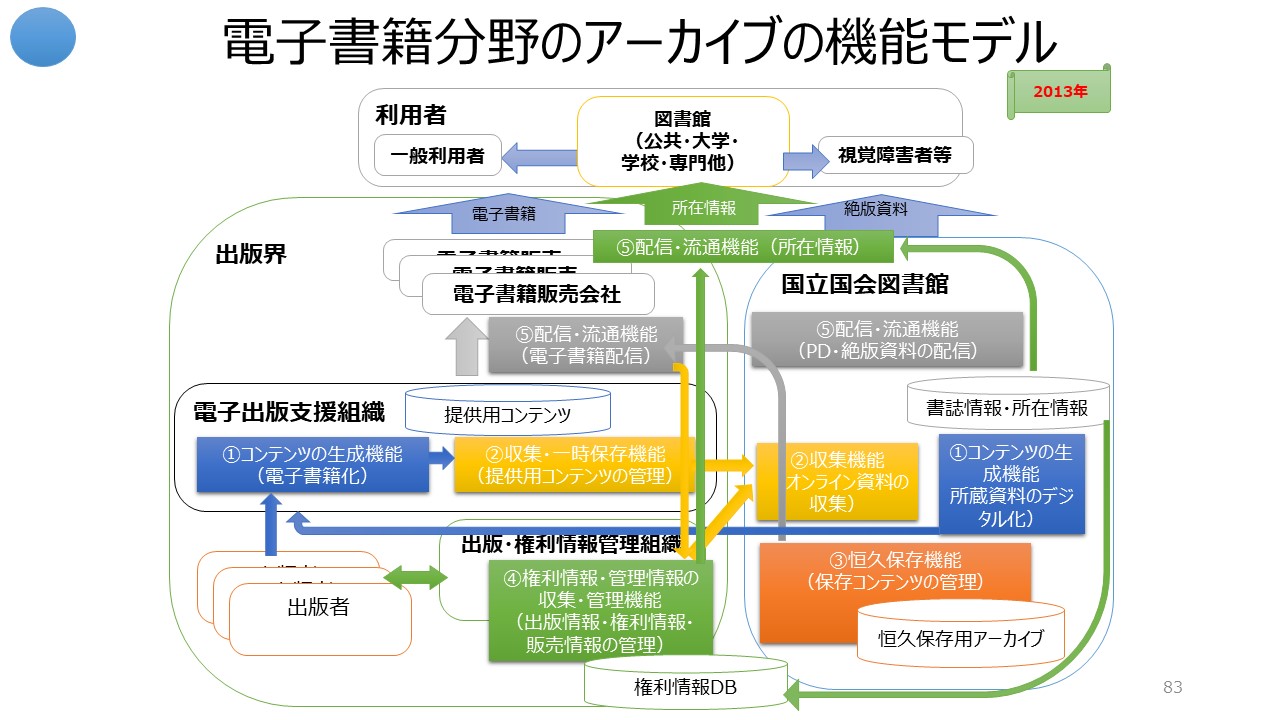 電子書籍分野のアーカイブの機能モデル
2013年
利用者
一般利用者
図書館
（公共・大学・
学校・専門他）
視覚障害者等
電子書籍
所在情報
絶版資料
出版界
⑤配信・流通機能（所在情報）
電子書籍販売
電子書籍販売
電子書籍販売会社
国立国会図書館
⑤配信・流通機能
（電子書籍配信）
⑤配信・流通機能
（PD・絶版資料の配信）
電子出版支援組織
提供用コンテンツ
書誌情報・所在情報
①コンテンツの生成機能
（電子書籍化）
②収集・一時保存機能
（提供用コンテンツの管理）
②収集機能
オンライン資料の
収集）
①コンテンツの生
成機能
所蔵資料のデジ
タル化）
出版・権利情報管理組織
出版者
④権利情報・管理情報の
収集・管理機能
（出版情報・権利情報・
販売情報の管理）
③恒久保存機能
（保存コンテンツの管理）
恒久保存用アーカイブ
権利情報DB
83